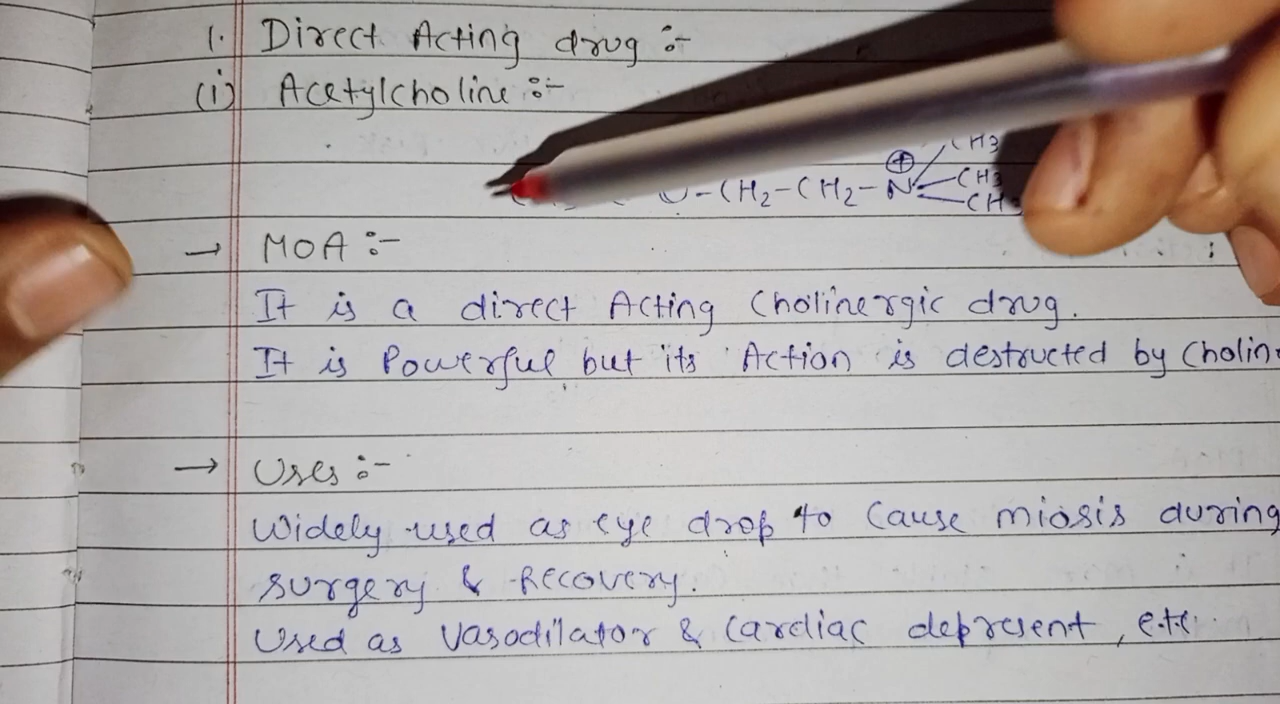 1. Direct Acting drug :-
(i) Acetylcholine :-
CH3
⊕
-CH2-CH2-N CH3
CH3
→ MOA :-
It is a direct Acting Cholinergic drug.
It is Powerful but its Action is destructed by
→ Uses :-
Widely used as eye drop to cause miosis during
surgery & Recovery.
Used as vasodilator & cardiac depresent, etc.